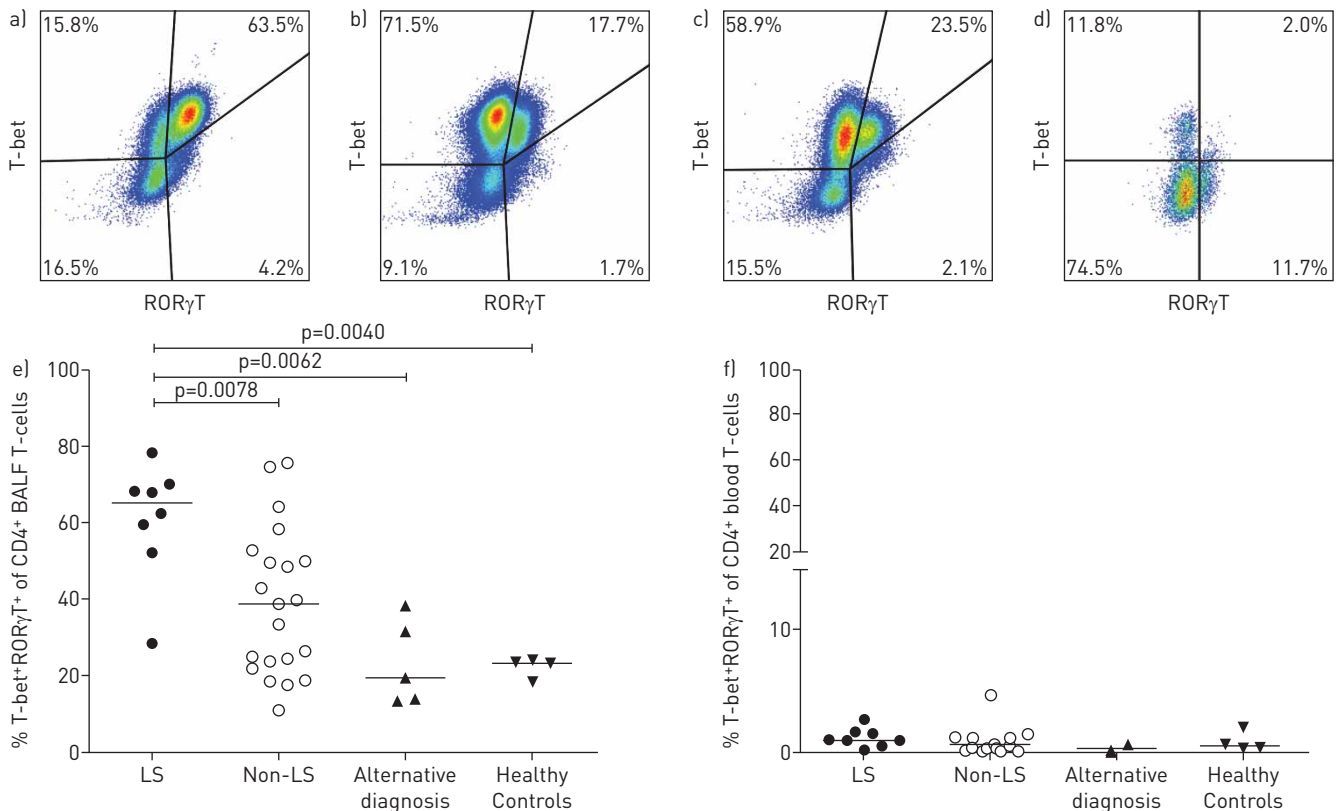 a)
15.8%
63.5%
T-bet
16.5%
4.2%
RORγT
b)
71.5%
17.7%
T-bet
9.1%
1.7%
RORγT
c)
58.9%
23.5%
T-bet
15.5%
2.1%
RORγT
d)
11.8%
2.0%
T-bet
74.5%
11.7%
RORγT
e)
% T-bet⁺RORγT⁺ of CD4⁺ BALF T-cells
100
80
60
40
20
0
p=0.0040
p=0.0062
p=0.0078
LS
Non-LS
Alternative
diagnosis
Healthy
Controls
f)
% T-bet⁺RORγT⁺ of CD4⁺ blood T-cells
100
80
60
40
20
10
0
LS
Non-LS
Alternative
diagnosis
Healthy
Controls